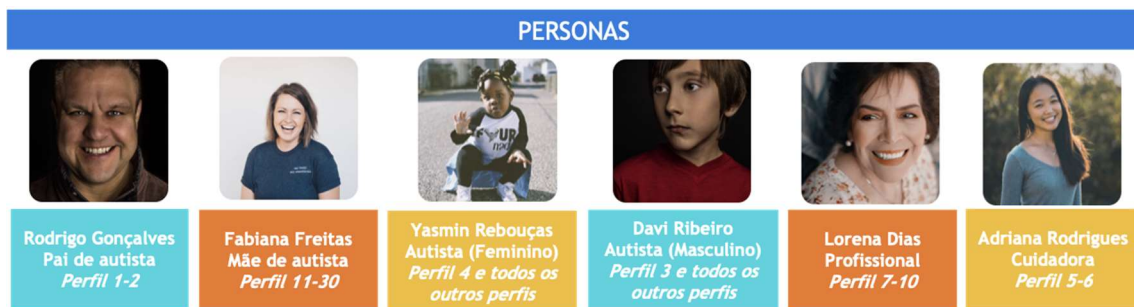 PERSONAS
Rodrigo Gonçalves
Pai de autista
Perfil 1-2
Fabiana Freitas
Mãe de autista
Perfil 11-30
Yasmin Rebouças
Autista (Feminino)
Perfil 4 e todos os
outros perfis
Davi Ribeiro
Autista (Masculino)
Perfil 3 e todos os
outros perfis
Lorena Dias
Profissional
Perfil 7-10
Adriana Rodrigues
Cuidadora
Perfil 5-6